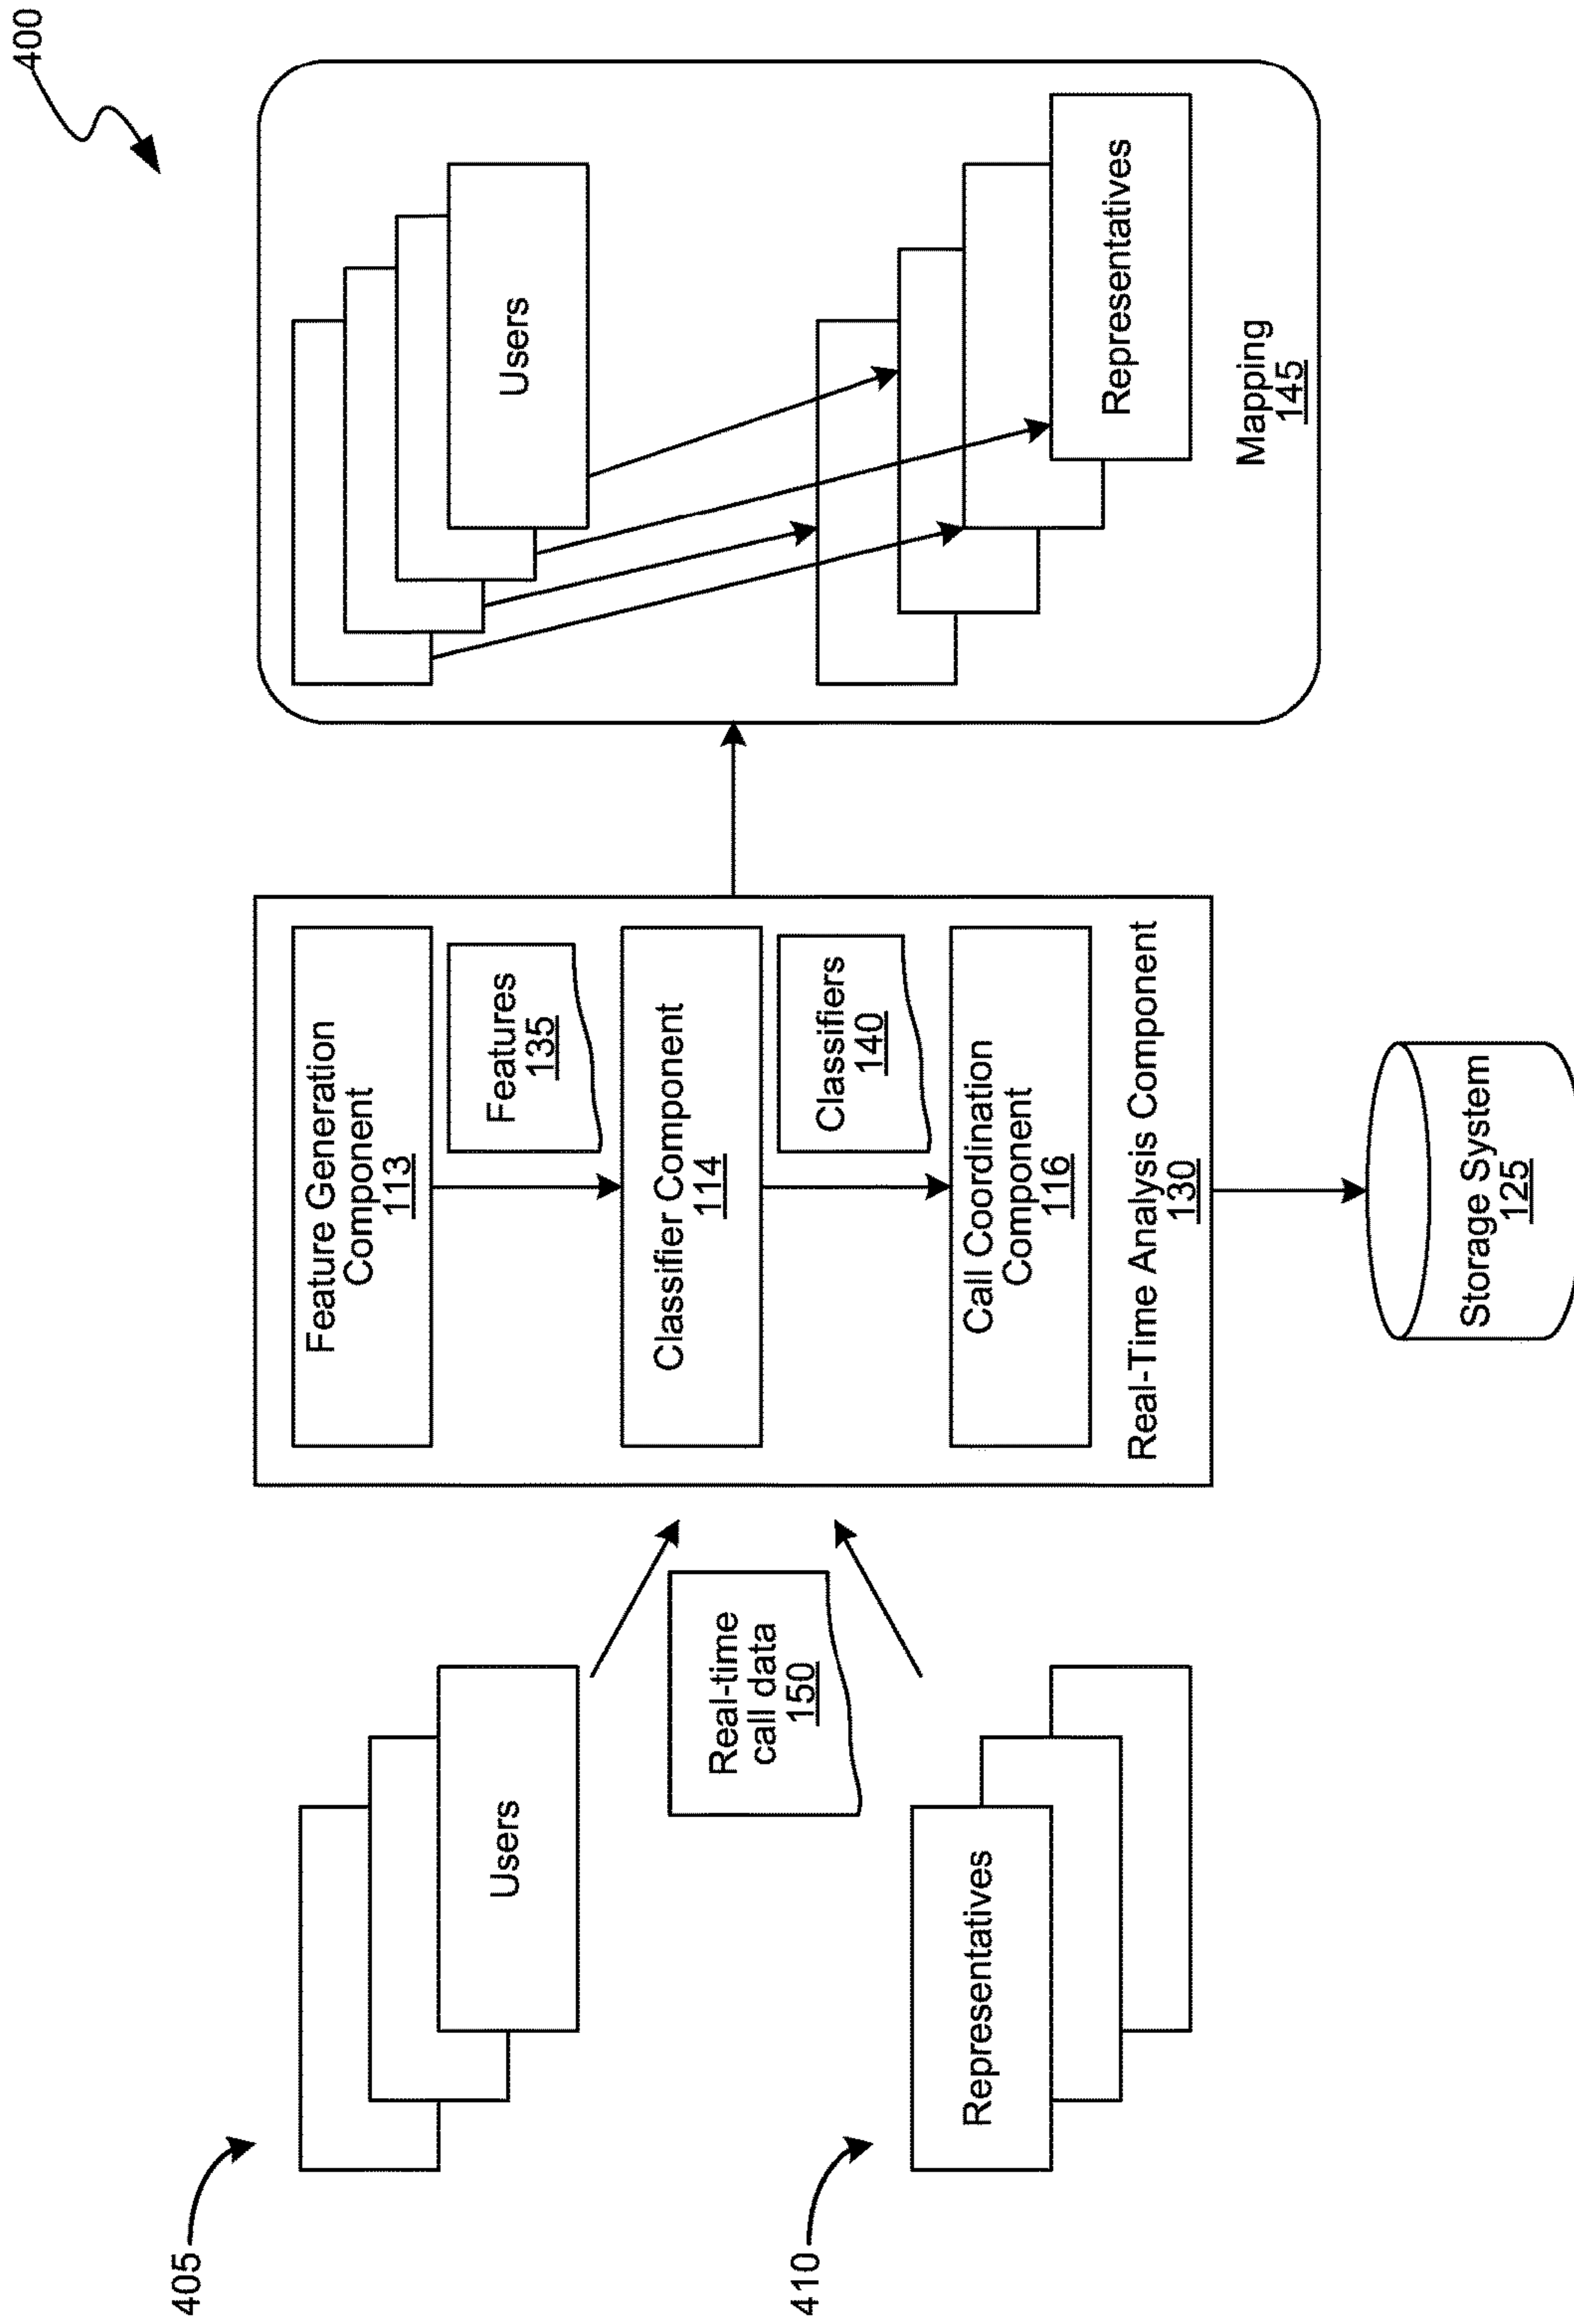 400
405
Users
410
Representatives
Real-time
call data
150
Feature Generation
Component
113
Features
135
Classifier Component
114
Classifiers
140
Call Coordination
Component
116
Real-Time Analysis Component
130
Storage System
125
Users
Representatives
Mapping
145